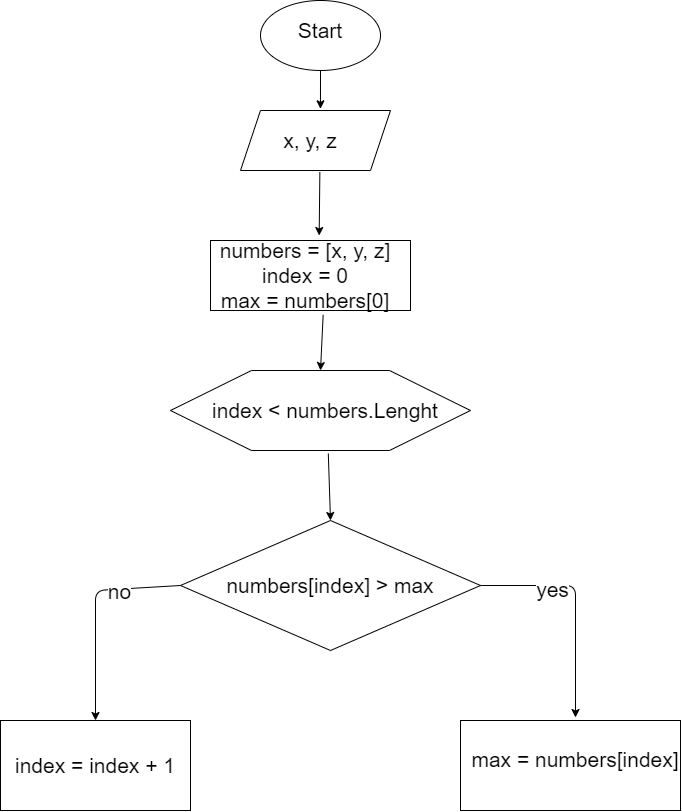 Start
x, y, z
numbers = [x, y, z]
index = 0
max = numbers[0]
index < numbers.Lenght
numbers[index] > max
no
yes
index = index + 1
max = numbers[index]